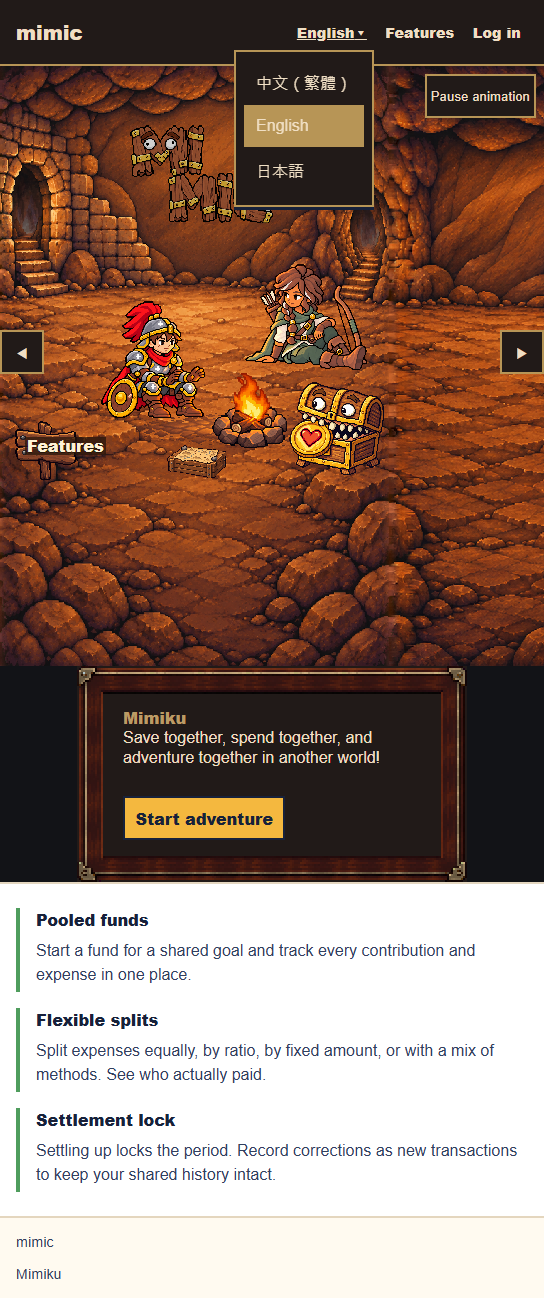 mimic
English ▾
Features
Log in
中文 ( 繁體 )
English
日本語
Pause animation
MI
MIC
◀
▶
Features
Mimiku
Save together, spend together, and
adventure together in another world!
Start adventure
Pooled funds
Start a fund for a shared goal and track every contribution and
expense in one place.
Flexible splits
Split expenses equally, by ratio, by fixed amount, or with a mix of
methods. See who actually paid.
Settlement lock
Settling up locks the period. Record corrections as new transactions
to keep your shared history intact.
mimic
Mimiku